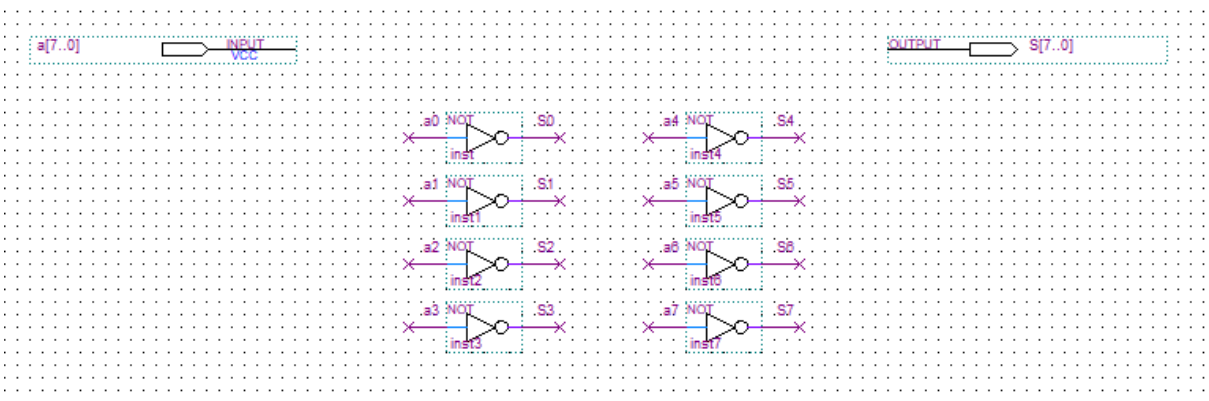 a[7..0] INPUT VCC OUTPUT S[7..0]
a0 NOT S0 a4 NOT S4
inst inst4
a1 NOT S1 a5 NOT S5
inst1 inst5
a2 NOT S2 a6 NOT S6
inst2 inst6
a3 NOT S3 a7 NOT S7
inst3 inst7